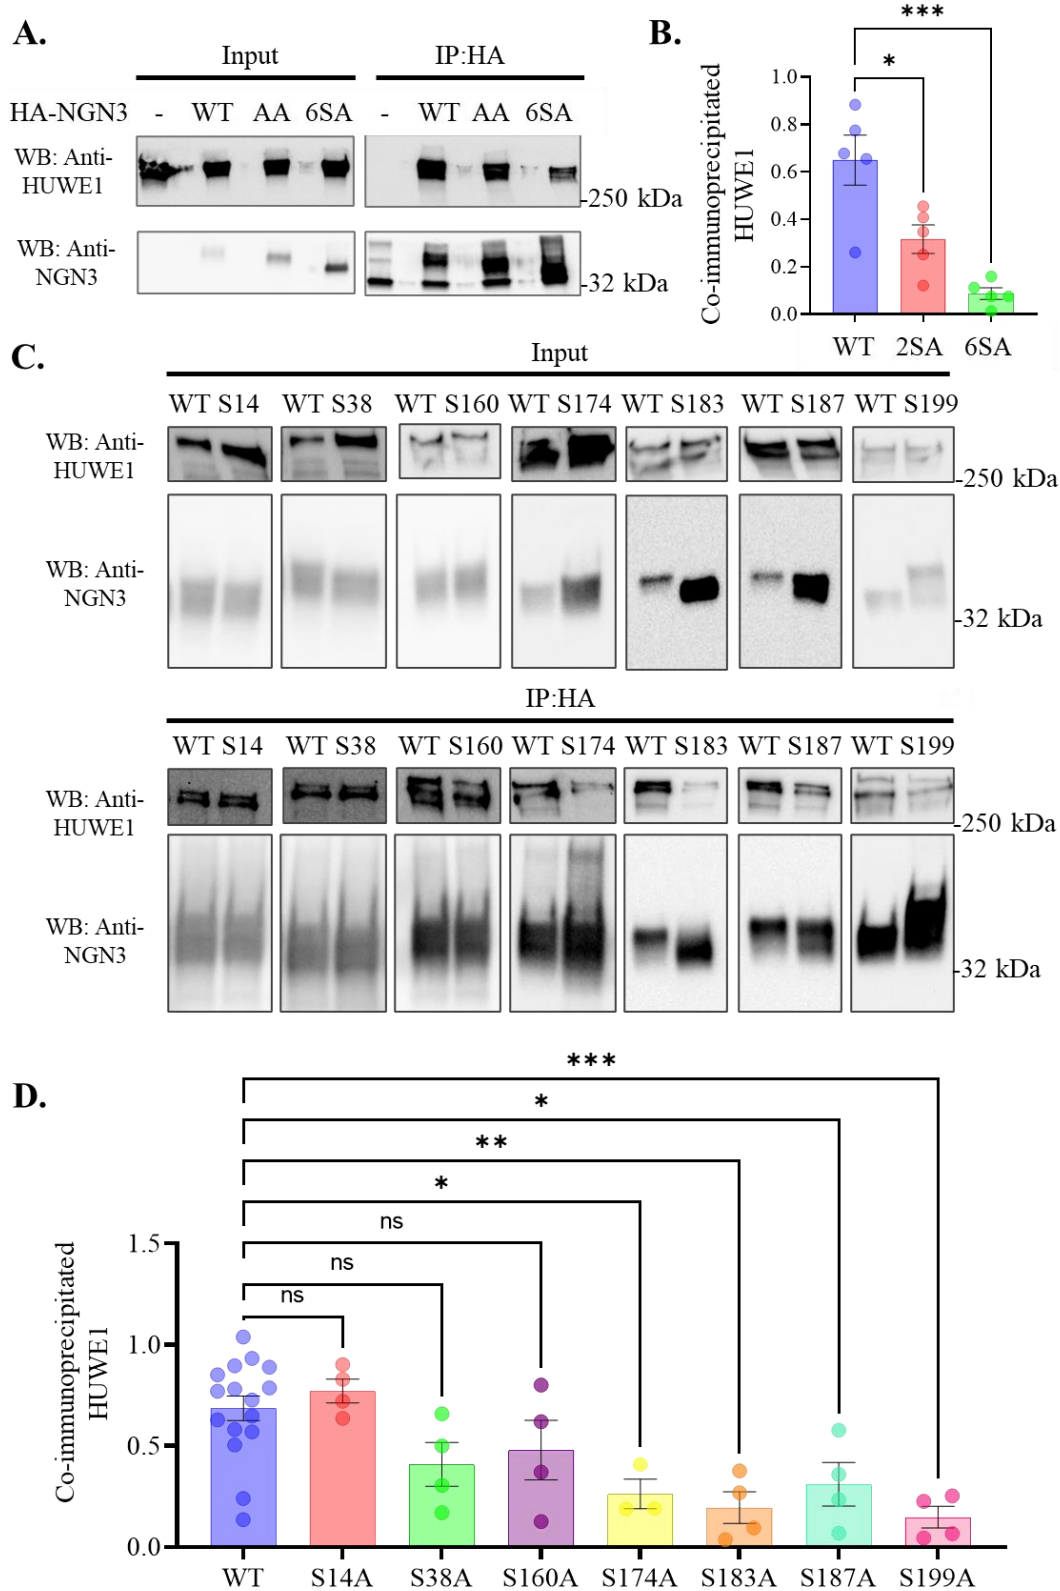 A.
Input
IP:HA
HA-NGN3 - WT AA 6SA - WT AA 6SA
WB: Anti-
HUWE1
-250 kDa
WB: Anti-
NGN3
-32 kDa
B.
***
*
Co-immunoprecipitated
HUWE1
1.0
0.8
0.6
0.4
0.2
0.0
WT 2SA 6SA
C.
Input
WT S14 WT S38 WT S160 WT S174 WT S183 WT S187 WT S199
WB: Anti-
HUWE1
-250 kDa
WB: Anti-
NGN3
-32 kDa
IP:HA
WT S14 WT S38 WT S160 WT S174 WT S183 WT S187 WT S199
WB: Anti-
HUWE1
-250 kDa
WB: Anti-
NGN3
-32 kDa
D.
***
*
**
*
ns
ns
ns
Co-immunoprecipitated
HUWE1
1.5
1.0
0.5
0.0
WT S14A S38A S160A S174A S183A S187A S199A